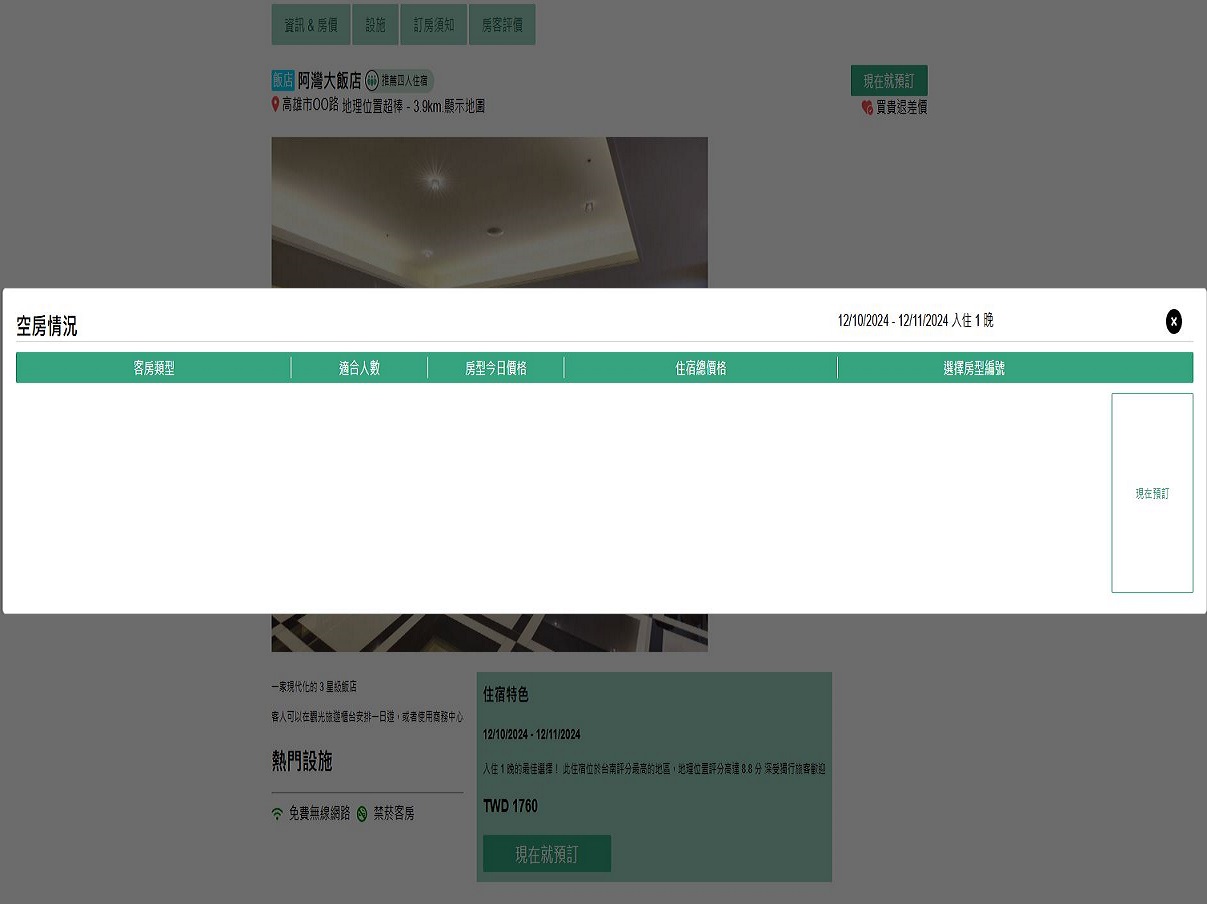 資訊 & 房價 設施 訂房須知 房客評價
飯店 阿灣大飯店 推薦四人住宿 現在就預訂
高雄市OO路 地理位置超棒 - 3.9km.顯示地圖 買貴退差價
空房情況 12/10/2024 - 12/11/2024 入住 1 晚
客房類型 適合人數 房型今日價格 住宿總價格 選擇房型編號
現在預訂
一家現代化的 3 星級飯店
客人可以在觀光旅遊櫃台安排一日遊，或者使用商務中心
熱門設施
免費無線網路 禁菸客房
住宿特色
12/10/2024 - 12/11/2024
入住 1 晚的最佳選擇！ 此住宿位於台南評分最高的地區，地理位置評分高達 8.8 分 深受獨行旅客歡迎
TWD 1760
現在就預訂